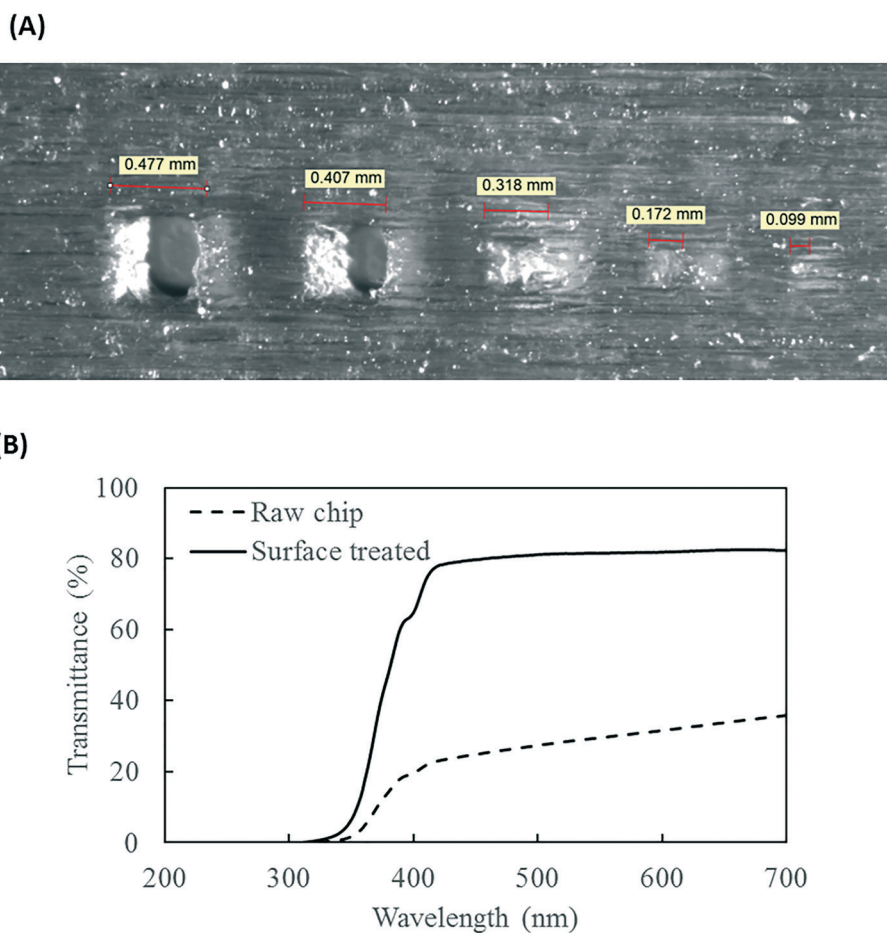 (A)
0.477 mm
0.407 mm
0.318 mm
0.172 mm
0.099 mm
(B)
100
80
60
40
20
0
Transmittance (%)
Raw chip
Surface treated
200 300 400 500 600 700
Wavelength (nm)